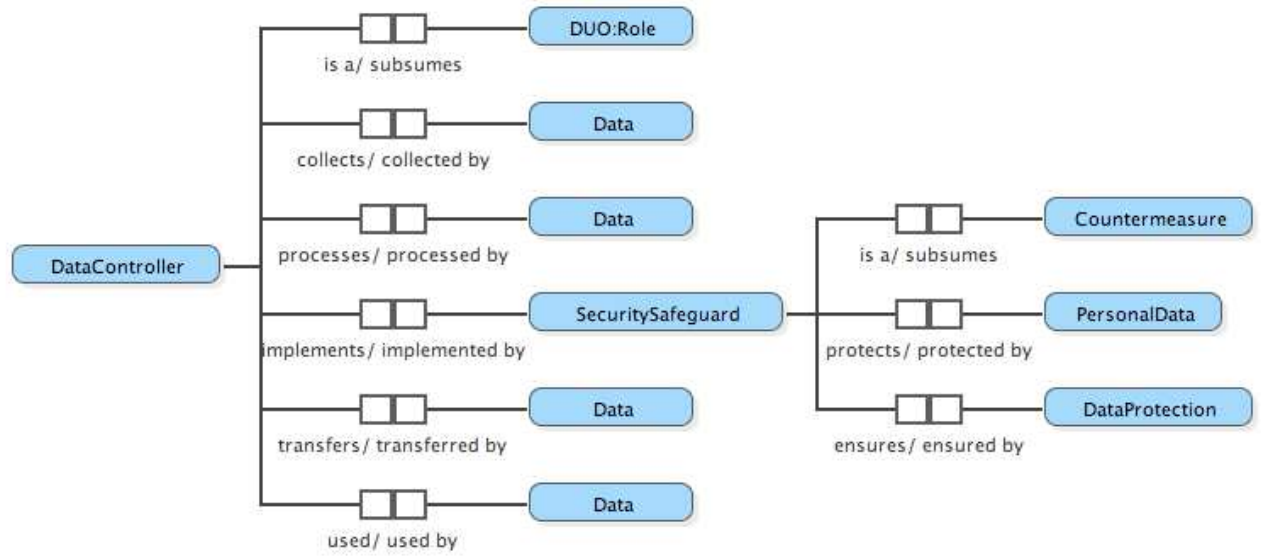 DUO:Role
is a/ subsumes
Data
collects/ collected by
Data
Countermeasure
processes/ processed by
is a/ subsumes
DataController
SecuritySafeguard
PersonalData
implements/ implemented by
protects/ protected by
Data
DataProtection
transfers/ transferred by
ensures/ ensured by
Data
used/ used by